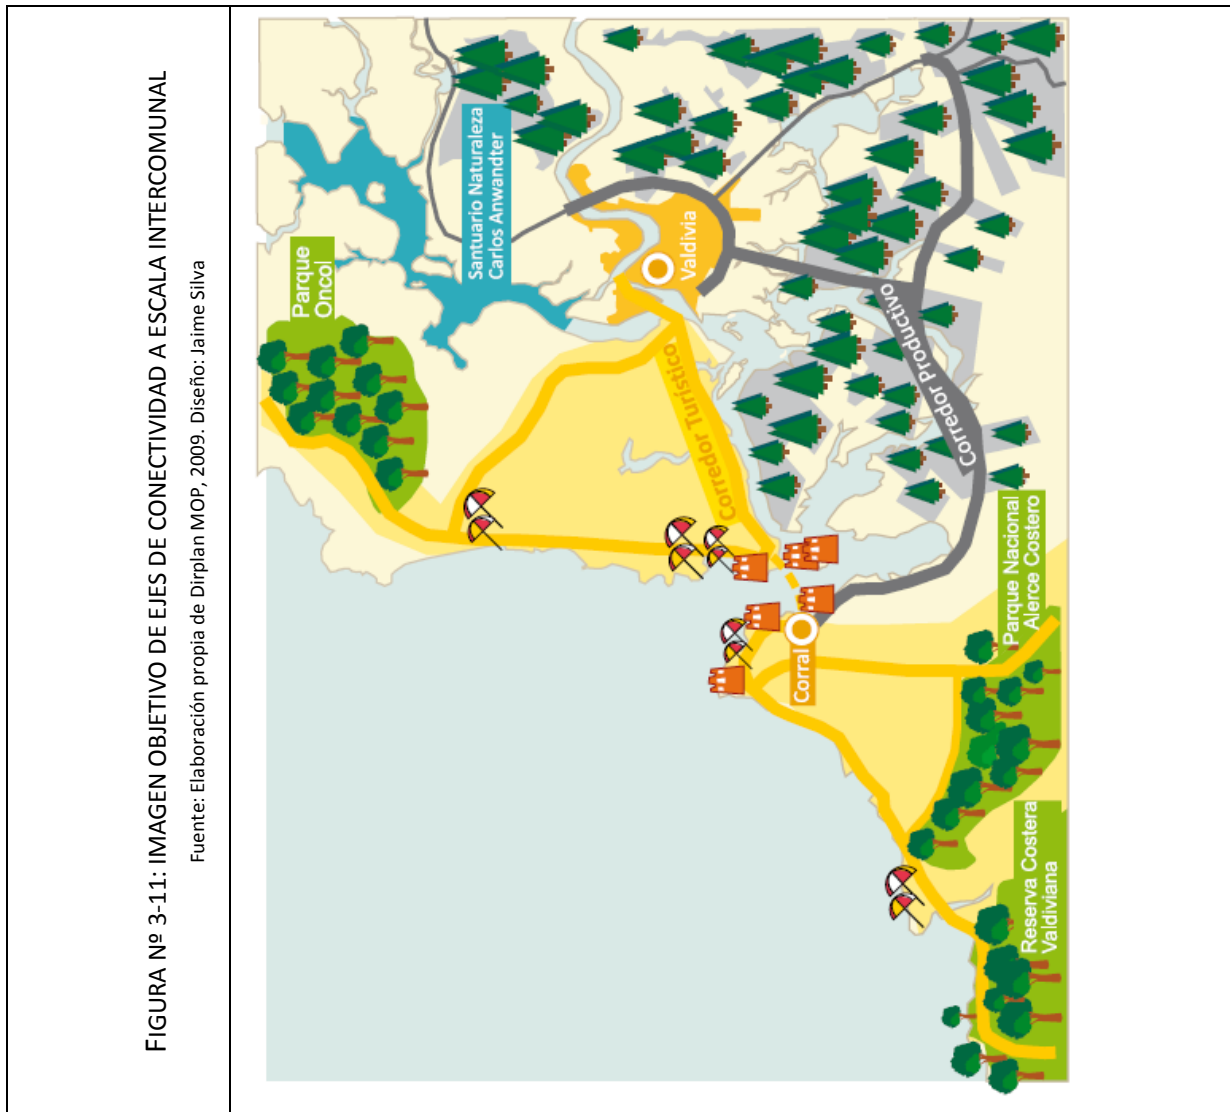 FIGURA Nº 3-11: IMAGEN OBJETIVO DE EJES DE CONECTIVIDAD A ESCALA INTERCOMUNAL
Fuente: Elaboración propia de Dirplan MOP, 2009. Diseño: Jaime Silva
Parque
Oncol
Santuario Naturaleza
Carlos Anwandter
Valdivia
Corredor Turístico
Corredor Productivo
Corral
Parque Nacional
Alerce Costero
Reserva Costera
Valdiviana